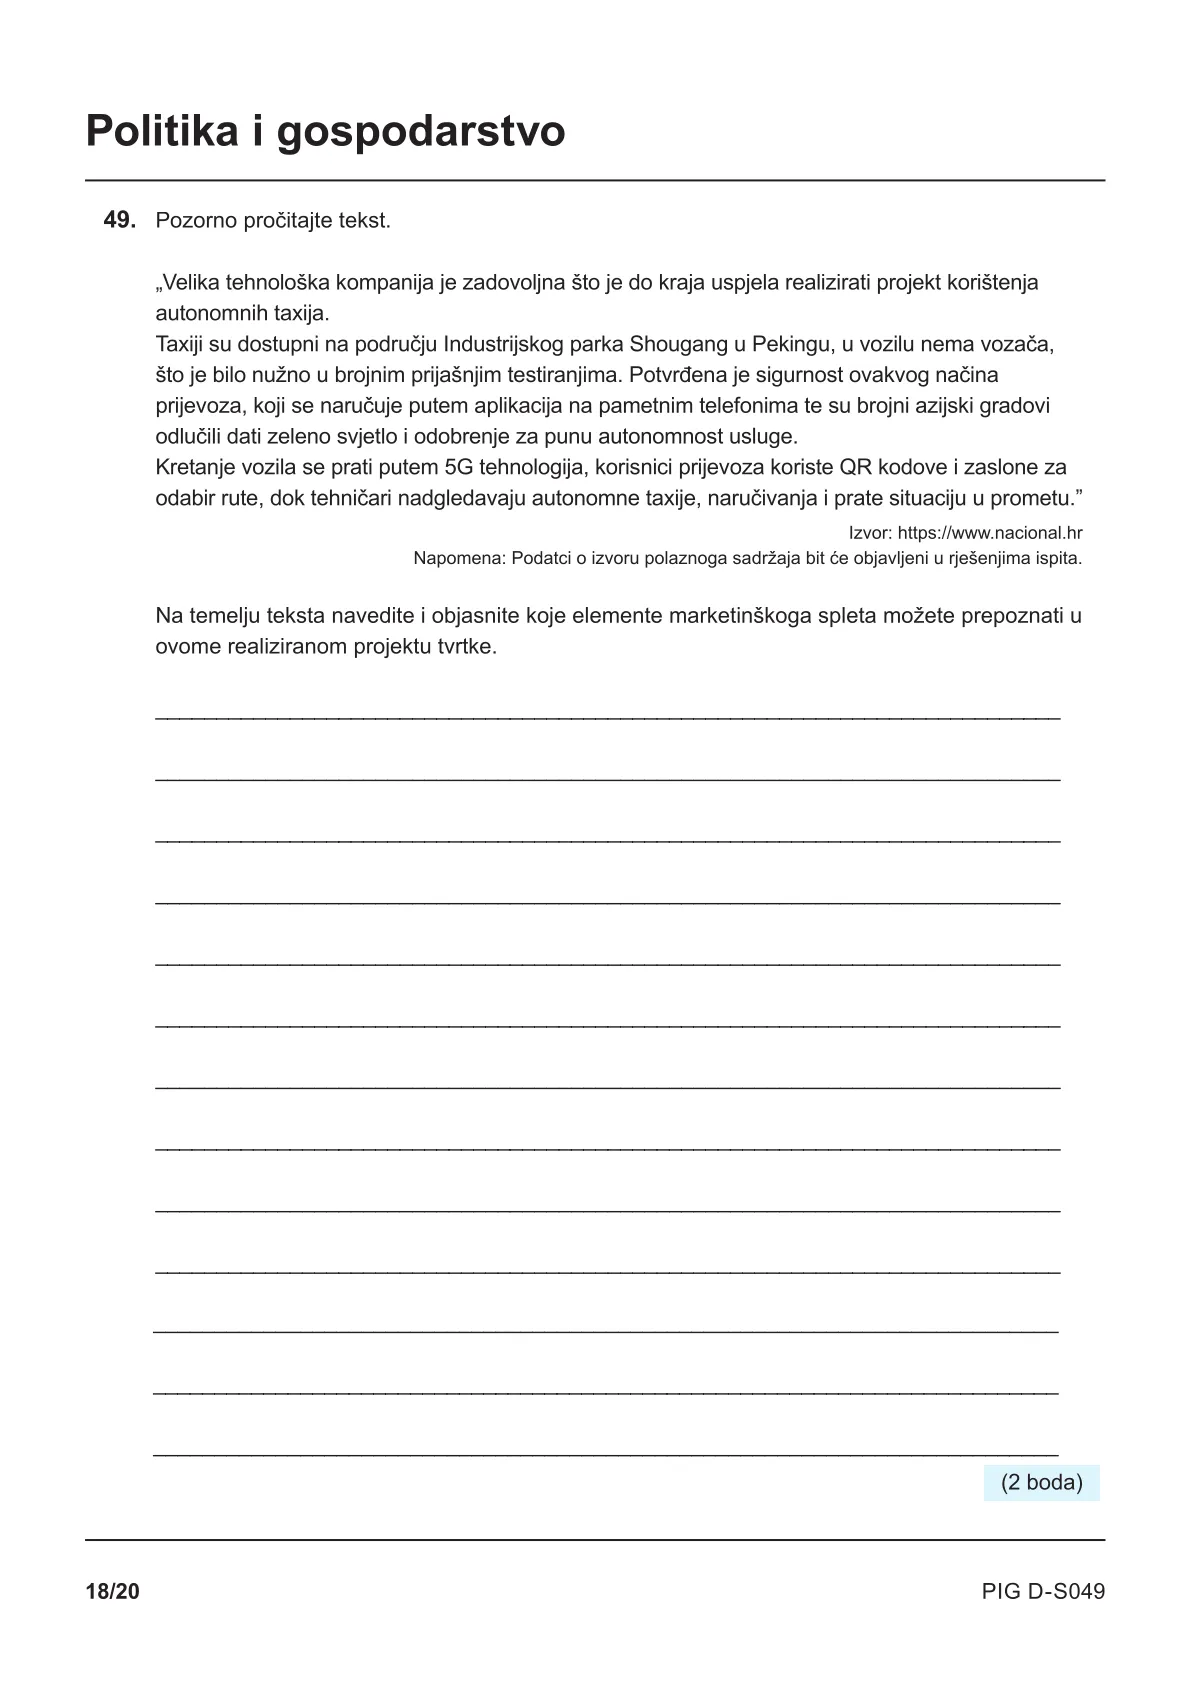 Politika i gospodarstvo
49. Pozorno pročitajte tekst.
„Velika tehnološka kompanija je zadovoljna što je do kraja uspjela realizirati projekt korištenja
autonomnih taxija.
Taxiji su dostupni na području Industrijskog parka Shougang u Pekingu, u vozilu nema vozača,
što je bilo nužno u brojnim prijašnjim testiranjima. Potvrđena je sigurnost ovakvog načina
prijevoza, koji se naručuje putem aplikacija na pametnim telefonima te su brojni azijski gradovi
odlučili dati zeleno svjetlo i odobrenje za punu autonomnost usluge.
Kretanje vozila se prati putem 5G tehnologija, korisnici prijevoza koriste QR kodove i zaslone za
odabir rute, dok tehničari nadgledavaju autonomne taxije, naručivanja i prate situaciju u prometu.”
Izvor: https://www.nacional.hr
Napomena: Podatci o izvoru polaznoga sadržaja bit će objavljeni u rješenjima ispita.
Na temelju teksta navedite i objasnite koje elemente marketinškoga spleta možete prepoznati u
ovome realiziranom projektu tvrtke.
(2 boda)
18/20
PIG D-S049